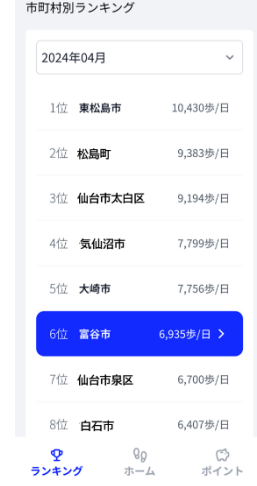 市町村別ランキング
2024年04月
1位 東松島市 10,430歩/日
2位 松島町 9,383歩/日
3位 仙台市太白区 9,194歩/日
4位 気仙沼市 7,799歩/日
5位 大崎市 7,756歩/日
6位 富谷市 6,935歩/日
7位 仙台市泉区 6,700歩/日
8位 白石市 6,407歩/日
ランキング ホーム ポイント